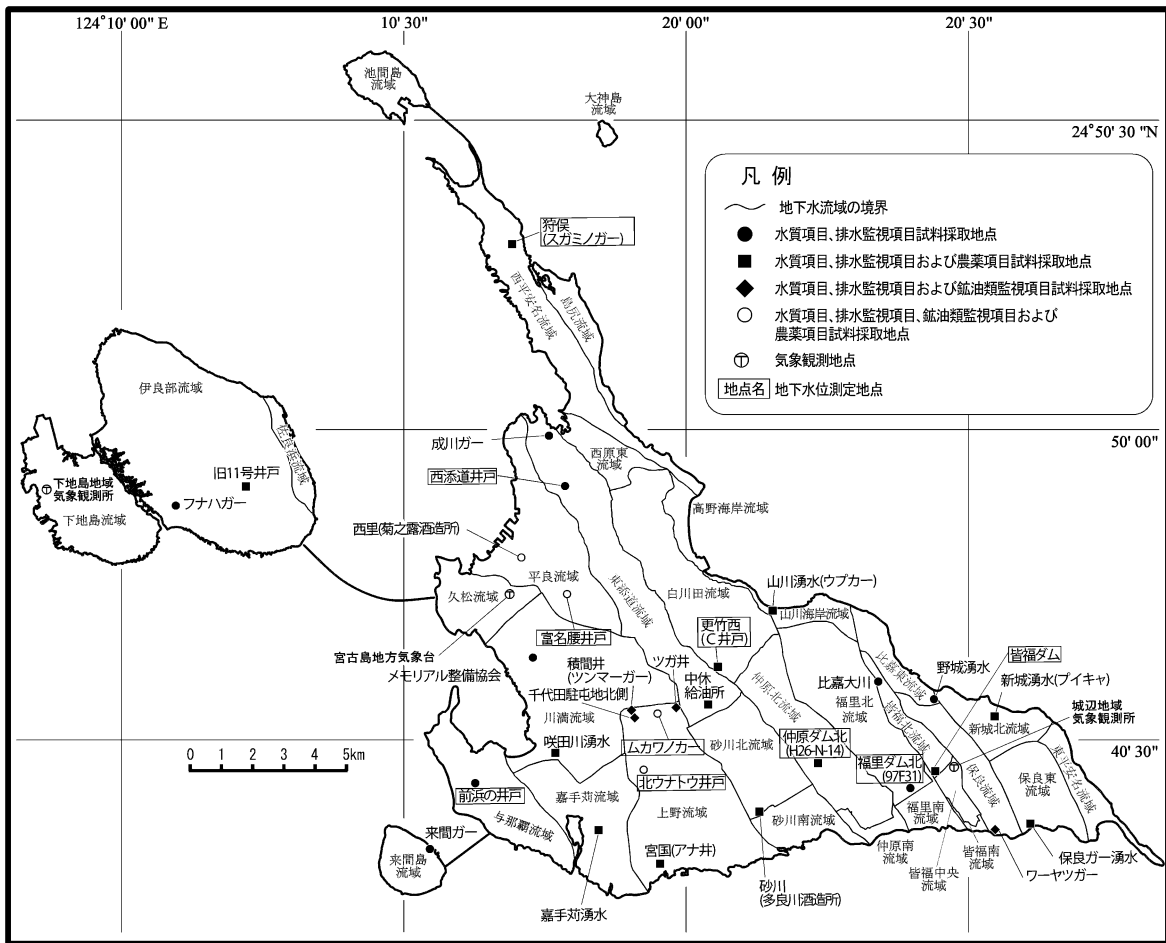 124°10' 00" E
10' 30"
20' 00"
20' 30"
24°50' 30 "N
50' 00"
40' 30"
凡 例
地下水流域の境界
水質項目、排水監視項目試料採取地点
水質項目、排水監視項目および農薬項目試料採取地点
水質項目、排水監視項目および鉱油類監視項目試料採取地点
水質項目、排水監視項目、鉱油類監視項目および
農薬項目試料採取地点
気象観測地点
地点名 地下水位測定地点
池間島
流域
大神島
流域
狩俣
(スガミノガー)
西平安名流域
島尻流域
伊良部流域
佐良浜流域
旧11号井戸
フナハガー
下地島地域
気象観測所
下地島流域
成川ガー
西原東
流域
西添道井戸
高野海岸流域
西里(菊之露酒造所)
平良流域
久松流域
東添道流域
白川田流域
山川湧水(ウプカー)
山川海岸流域
富名腰井戸
更竹西
(C井戸)
宮古島地方気象台
メモリアル整備協会
積間井
(ツンマーガー)
ツガ井
中休
給油所
千代田駐屯地北側
川満流域
比嘉大川
比嘉東流域
野城湧水
皆福ダム
新城湧水(ブイキャ)
城辺地域
気象観測所
福里北
流域
皆福北流域
新城北流域
仲原北流域
咲田川湧水
ムカワノカー
砂川北流域
仲原ダム北
(H26-N-14)
福里ダム北
(97F31)
保良流域
保良東
流域
東平安名流域
前浜の井戸
北ウナトウ井戸
嘉手苅流域
上野流域
与那覇流域
砂川南流域
福里南
流域
来間ガー
来間島
流域
宮国(アナ井)
嘉手苅湧水
砂川
(多良川酒造所)
仲原南
流域
皆福中央
流域
皆福南
流域
ワーヤツガー
保良ガー湧水
0 1 2 3 4 5km